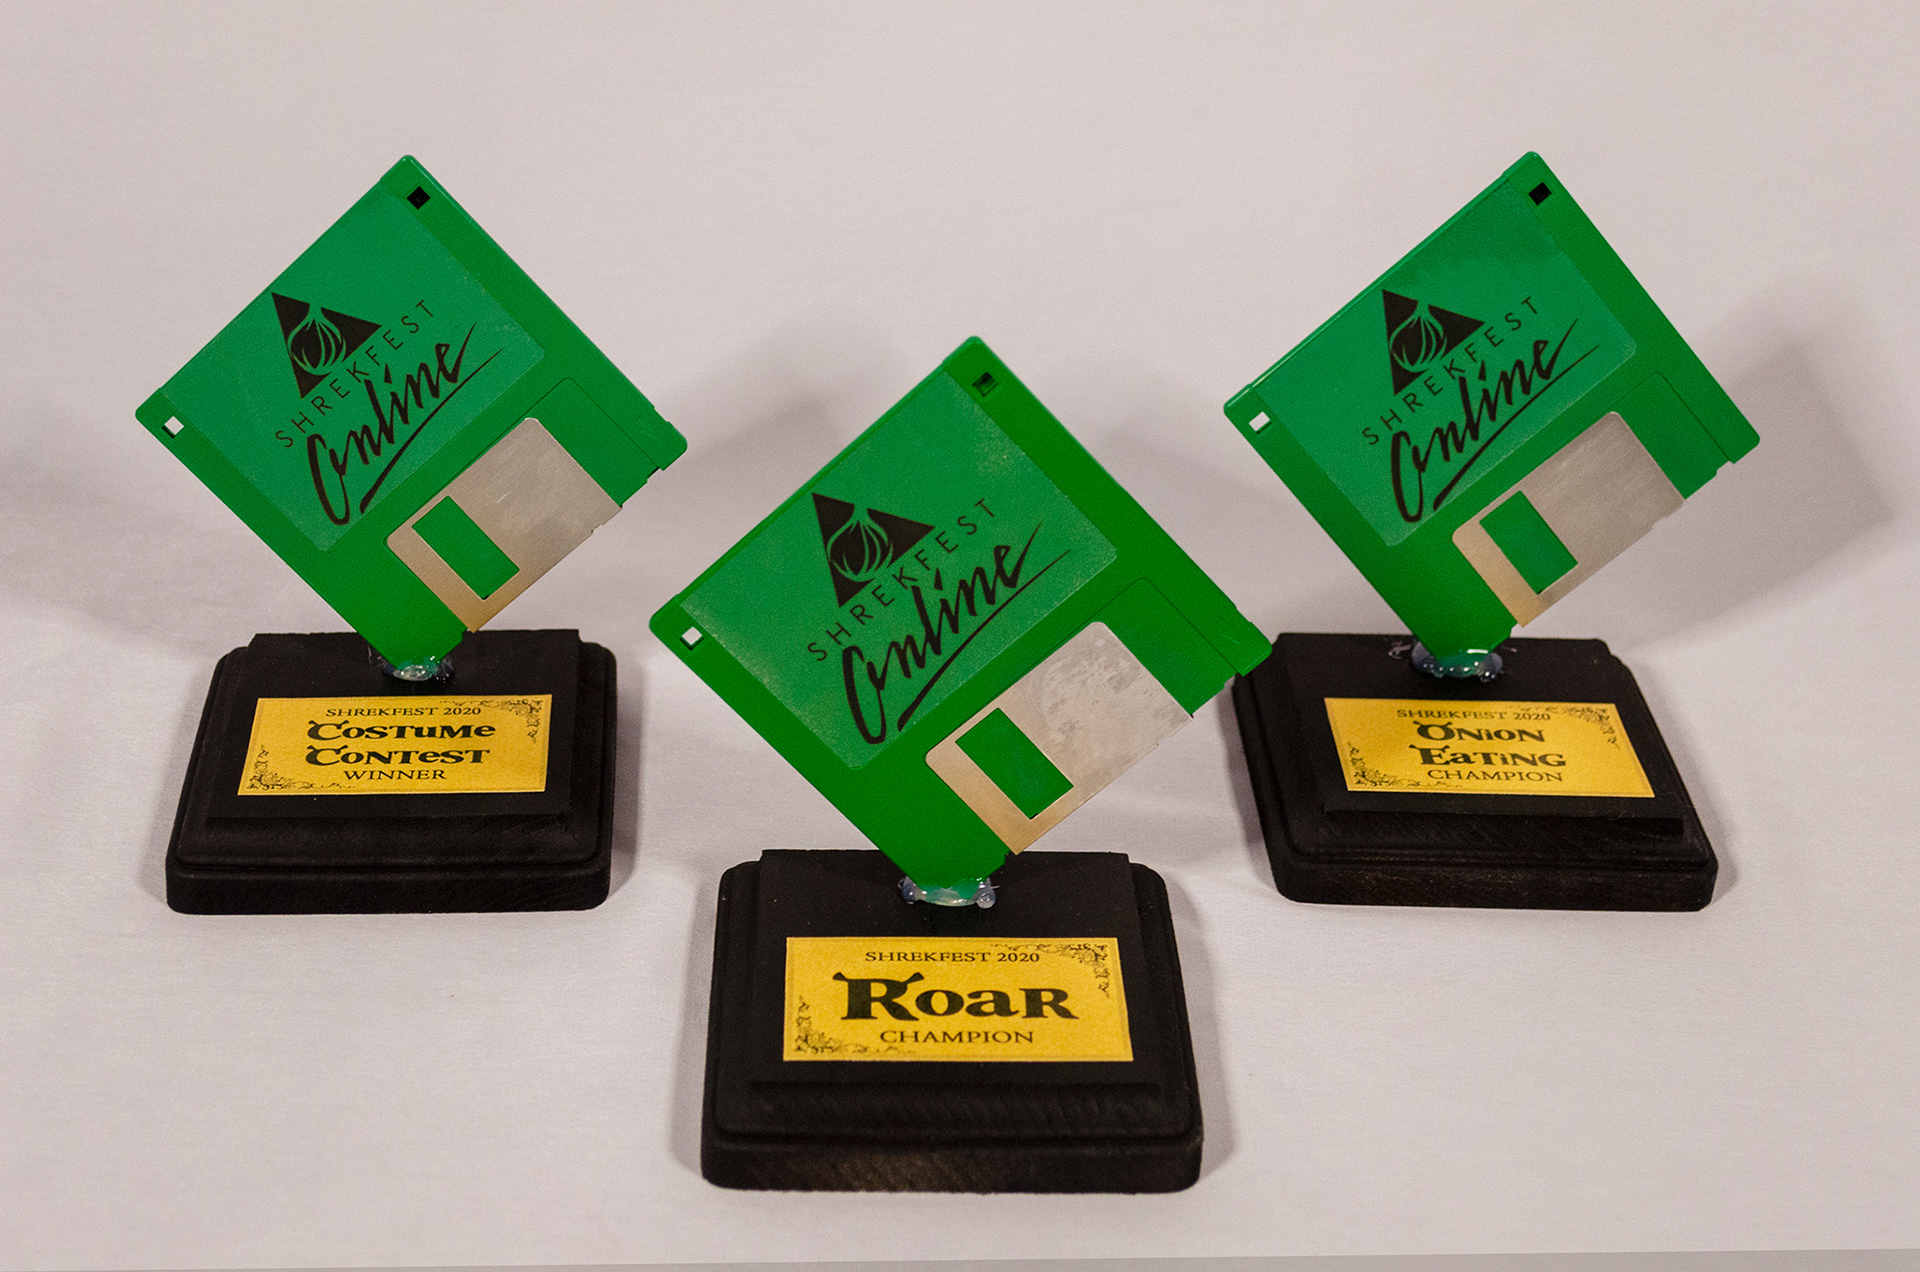 SHREKFEST
Online
SHREKFEST 2020
COSTUME
CONTEST
WINNER
SHREKFEST
Online
SHREKFEST 2020
ROAR
CHAMPION
SHREKFEST
Online
SHREKFEST 2020
ONION
EATING
CHAMPION